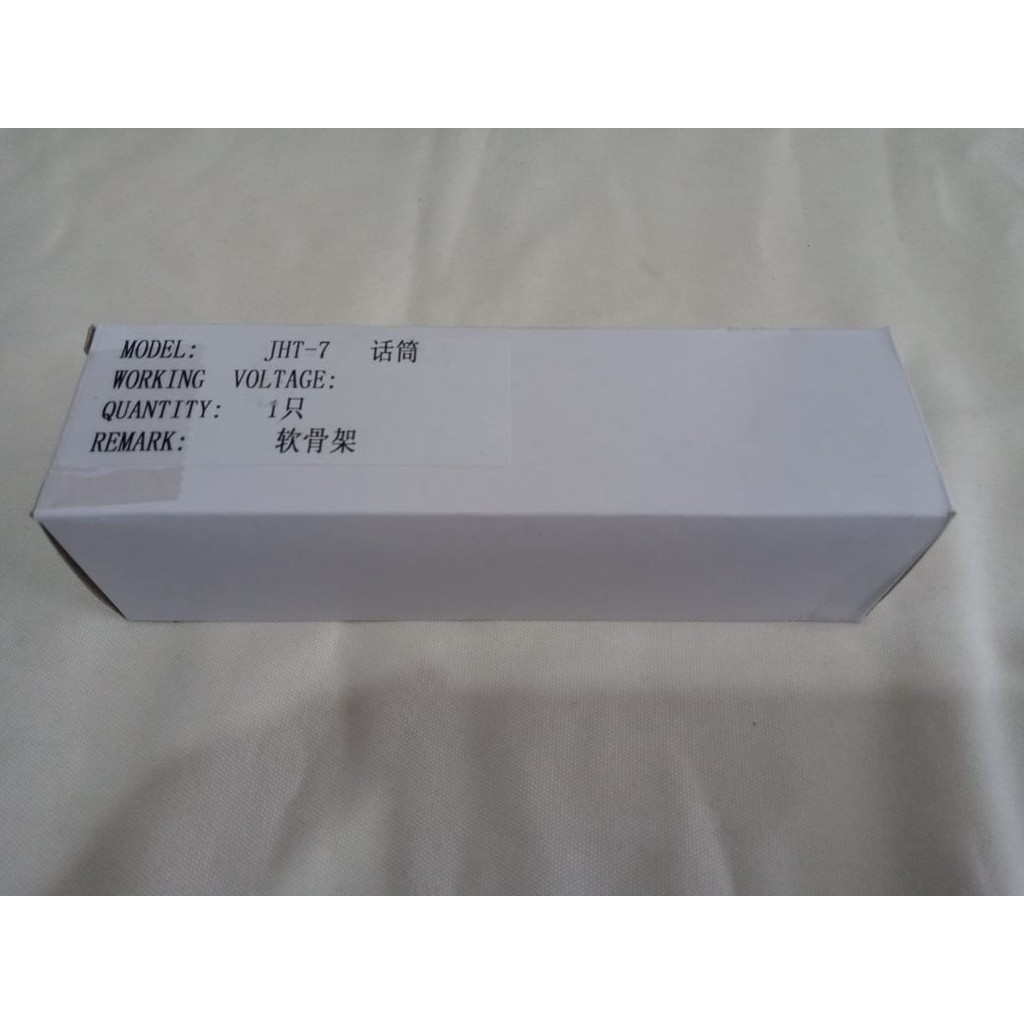 MODEL: JHT-7 话筒
WORKING VOLTAGE:
QUANTITY: 1只
REMARK: 软骨架